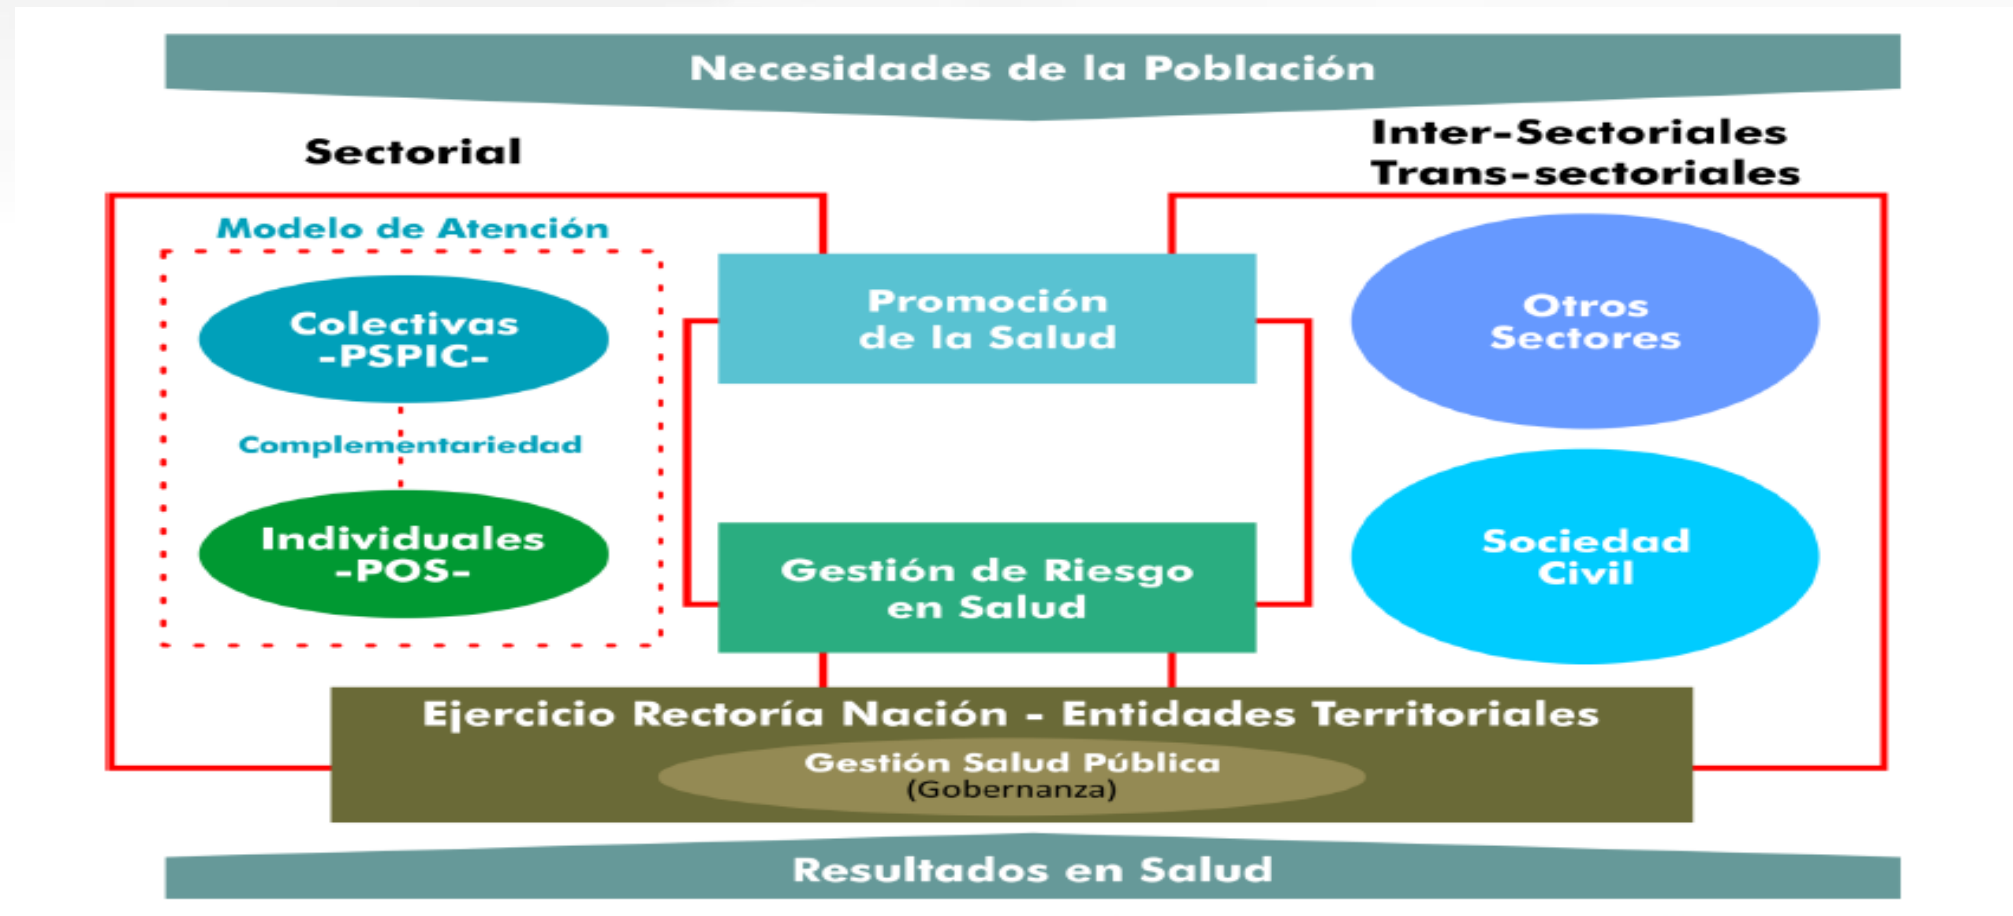 Necesidades de la Población
Sectorial
Inter-Sectoriales
Trans-sectoriales
Modelo de Atención
Colectivas
-PSPIC-
Complementariedad
Individuales
-POS-
Promoción
de la Salud
Gestión de Riesgo
en Salud
Otros
Sectores
Sociedad
Civil
Ejercicio Rectoría Nación - Entidades Territoriales
Gestión Salud Pública
(Gobernanza)
Resultados en Salud